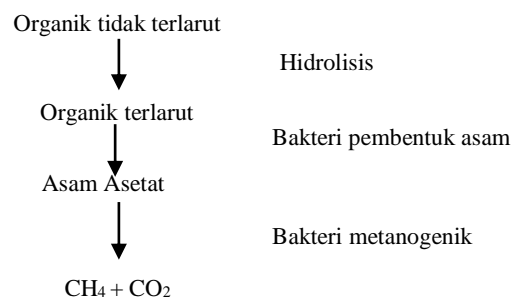 Organik tidak terlarut
Hidrolisis
Organik terlarut
Bakteri pembentuk asam
Asam Asetat
Bakteri metanogenik
CH₄ + CO₂